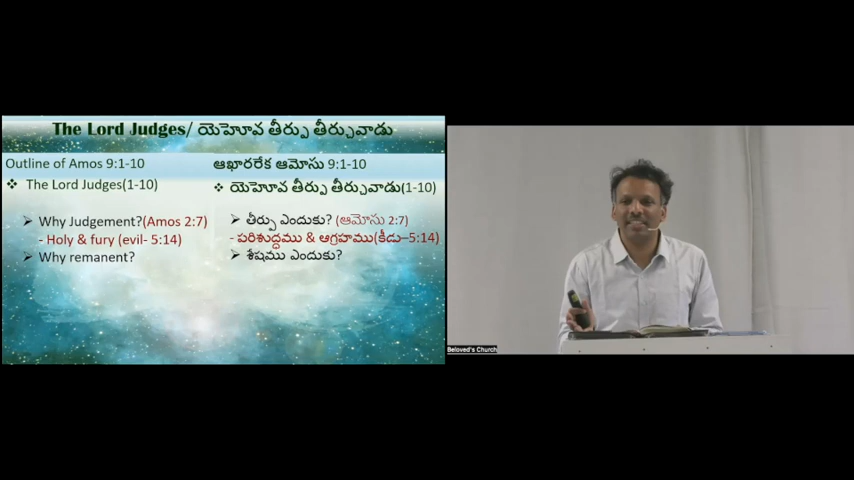 The Lord Judges/ యెహోవ తీర్పు తీర్చువాడు
Outline of Amos 9:1-10
❖ The Lord Judges(1-10)
➢ Why Judgement?(Amos 2:7)
- Holy & fury (evil- 5:14)
➢ Why remanent?
ఆఖారరేక ఆమోసు 9:1-10
❖ యెహోవ తీర్పు తీర్చువాడు(1-10)
➢ తీర్పు ఎందుకు? (ఆమోసు 2:7)
- పరిశుద్ధము & ఆగ్రహము(కీడు–5:14)
➢ శేషము ఎందుకు?
Beloved's Church